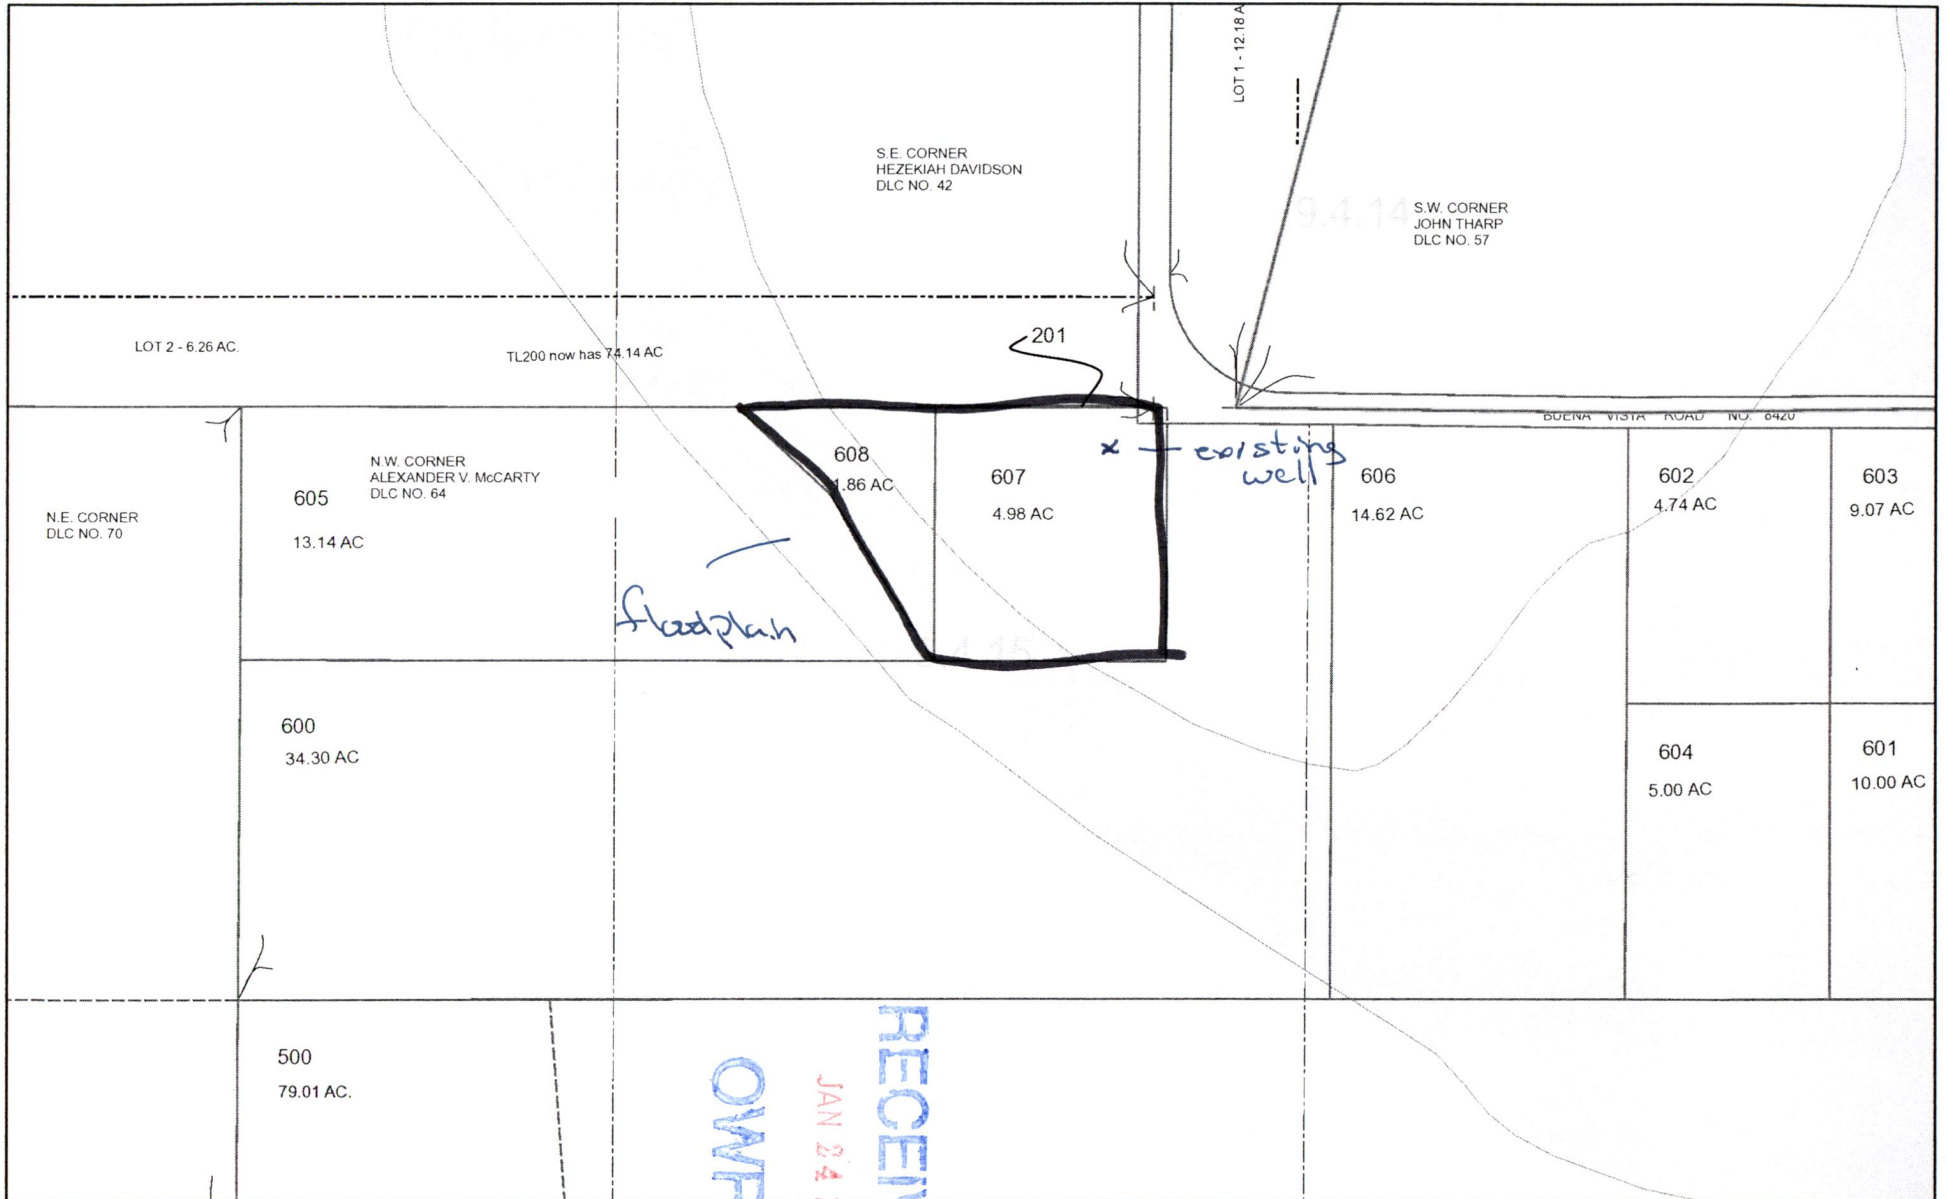 LOT 1 - 12.18 A
S.E. CORNER
HEZEKIAH DAVIDSON
DLC NO. 42
9.4.14
S.W. CORNER
JOHN THARP
DLC NO. 57
201
LOT 2 - 6.26 AC.
TL200 now has 74.14 AC
BUENA VISTA ROAD NO. 8420
x - existing
well
N.E. CORNER
DLC NO. 70
605
13.14 AC
N.W. CORNER
ALEXANDER V. McCARTY
DLC NO. 64
608
1.86 AC
607
4.98 AC
606
14.62 AC
602
4.74 AC
603
9.07 AC
floodplain
4.15
600
34.30 AC
604
5.00 AC
601
10.00 AC
500
79.01 AC.
RECEIV
JAN 24
OWR